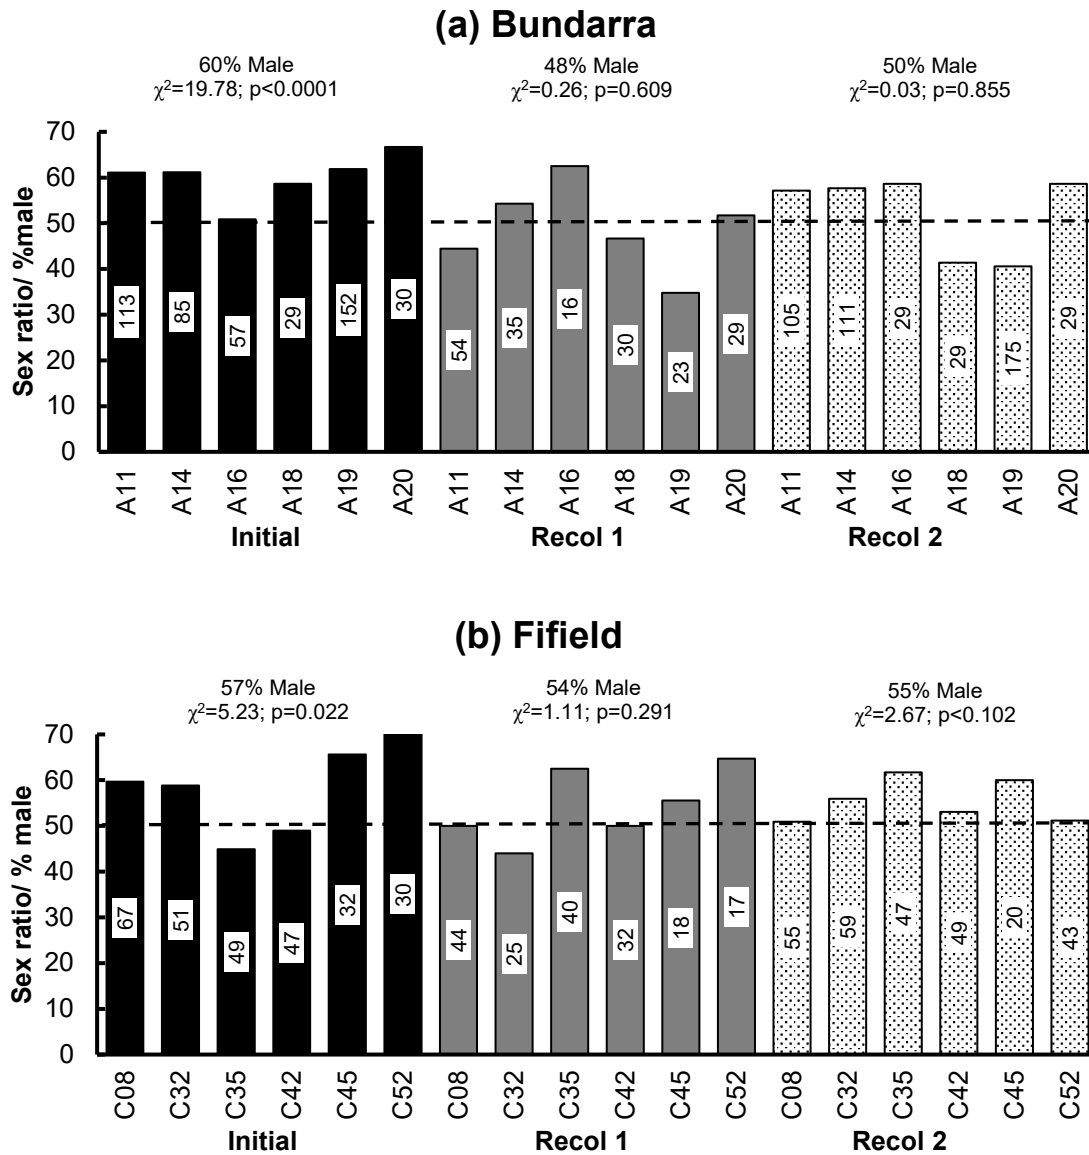 (a) Bundarra
60% Male
χ²=19.78; p<0.0001
48% Male
χ²=0.26; p=0.609
50% Male
χ²=0.03; p=0.855
Sex ratio/ %male
70
60
50
40
30
20
10
0
113
85
57
29
152
30
54
35
16
30
23
29
105
111
29
29
175
29
A11
A14
A16
A18
A19
A20
A11
A14
A16
A18
A19
A20
A11
A14
A16
A18
A19
A20
Initial
Recol 1
Recol 2
(b) Fifield
57% Male
χ²=5.23; p=0.022
54% Male
χ²=1.11; p=0.291
55% Male
χ²=2.67; p<0.102
Sex ratio/ % male
70
60
50
40
30
20
10
0
67
51
49
47
32
30
44
25
40
32
18
17
55
59
47
49
20
43
C08
C32
C35
C42
C45
C52
C08
C32
C35
C42
C45
C52
C08
C32
C35
C42
C45
C52
Initial
Recol 1
Recol 2